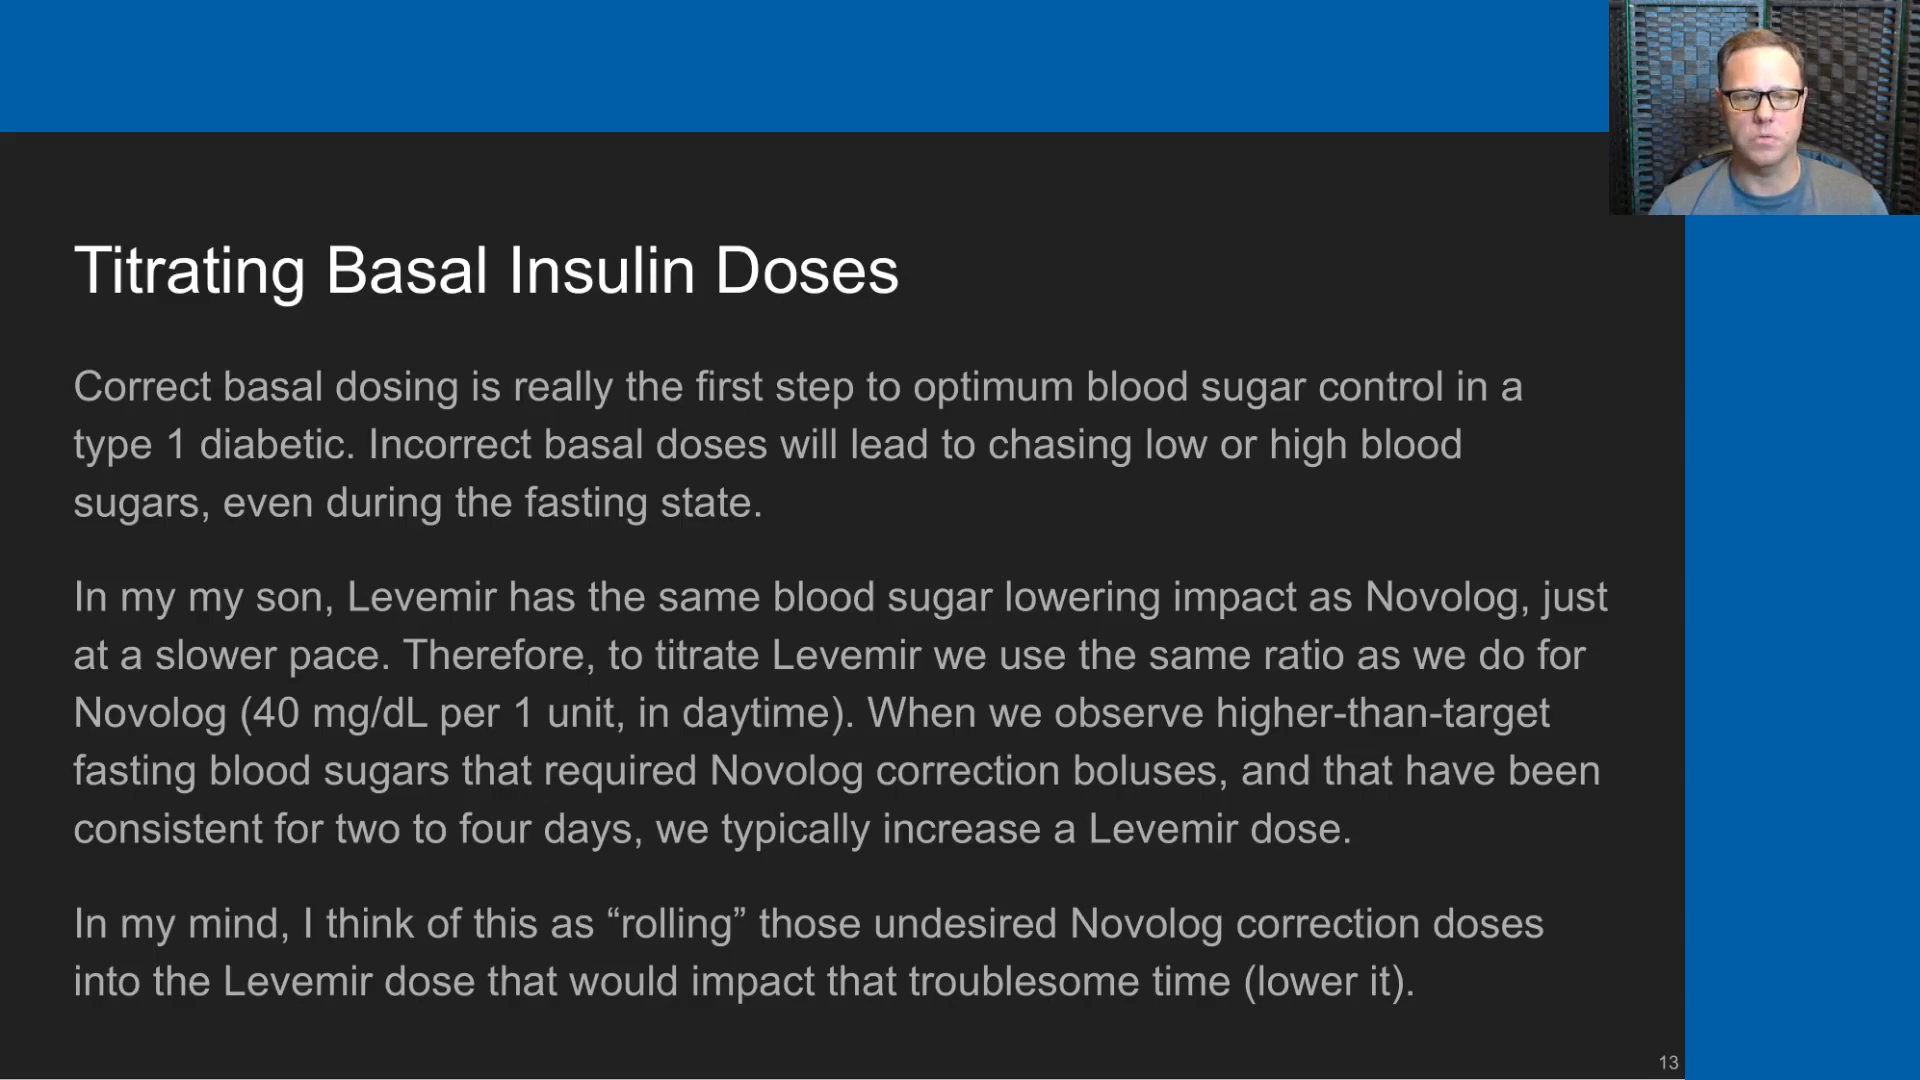 Titrating Basal Insulin Doses
Correct basal dosing is really the first step to optimum blood sugar control in a
type 1 diabetic. Incorrect basal doses will lead to chasing low or high blood
sugars, even during the fasting state.
In my my son, Levemir has the same blood sugar lowering impact as Novolog, just
at a slower pace. Therefore, to titrate Levemir we use the same ratio as we do for
Novolog (40 mg/dL per 1 unit, in daytime). When we observe higher-than-target
fasting blood sugars that required Novolog correction boluses, and that have been
consistent for two to four days, we typically increase a Levemir dose.
In my mind, I think of this as “rolling” those undesired Novolog correction doses
into the Levemir dose that would impact that troublesome time (lower it).
13